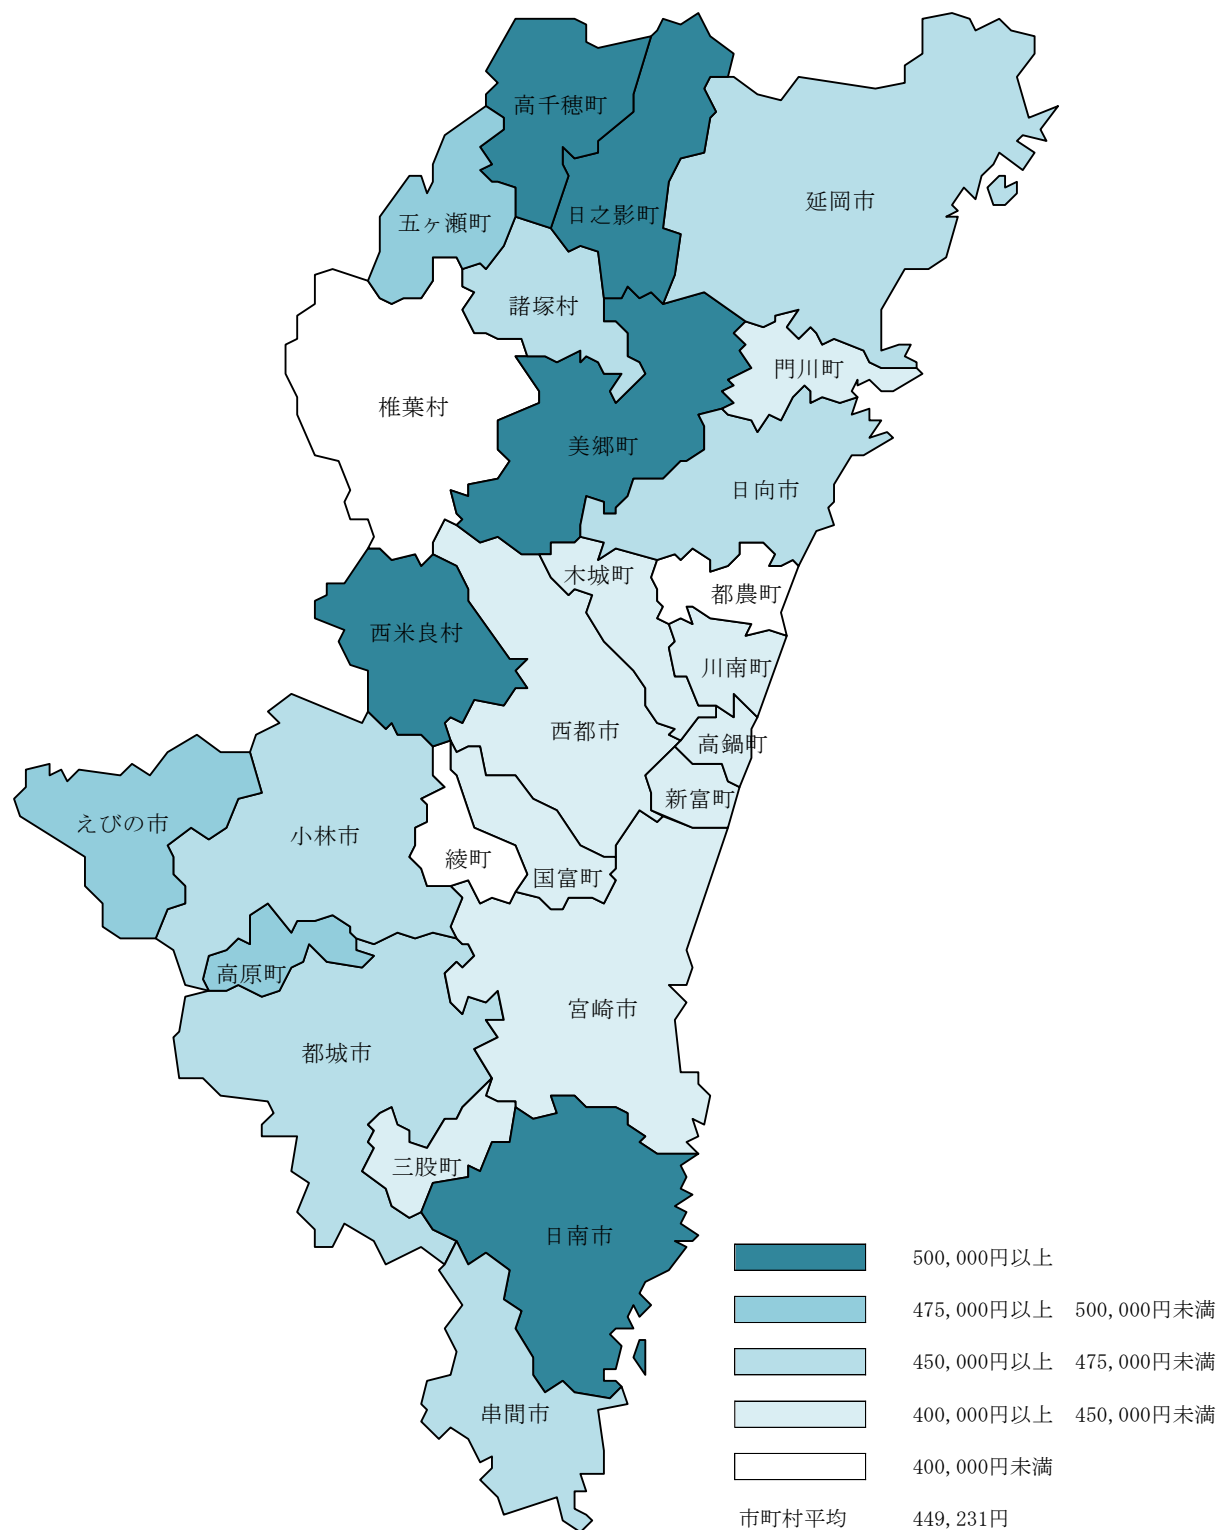 高千穂町
延岡市
日之影町
五ヶ瀬町
諸塚村
門川町
椎葉村
美郷町
日向市
木城町
都農町
西米良村
川南町
西都市
高鍋町
新富町
えびの市
小林市
綾町
国富町
高原町
宮崎市
都城市
三股町
日南市
串間市
500,000円以上
475,000円以上 500,000円未満
450,000円以上 475,000円未満
400,000円以上 450,000円未満
400,000円未満
市町村平均 449,231円